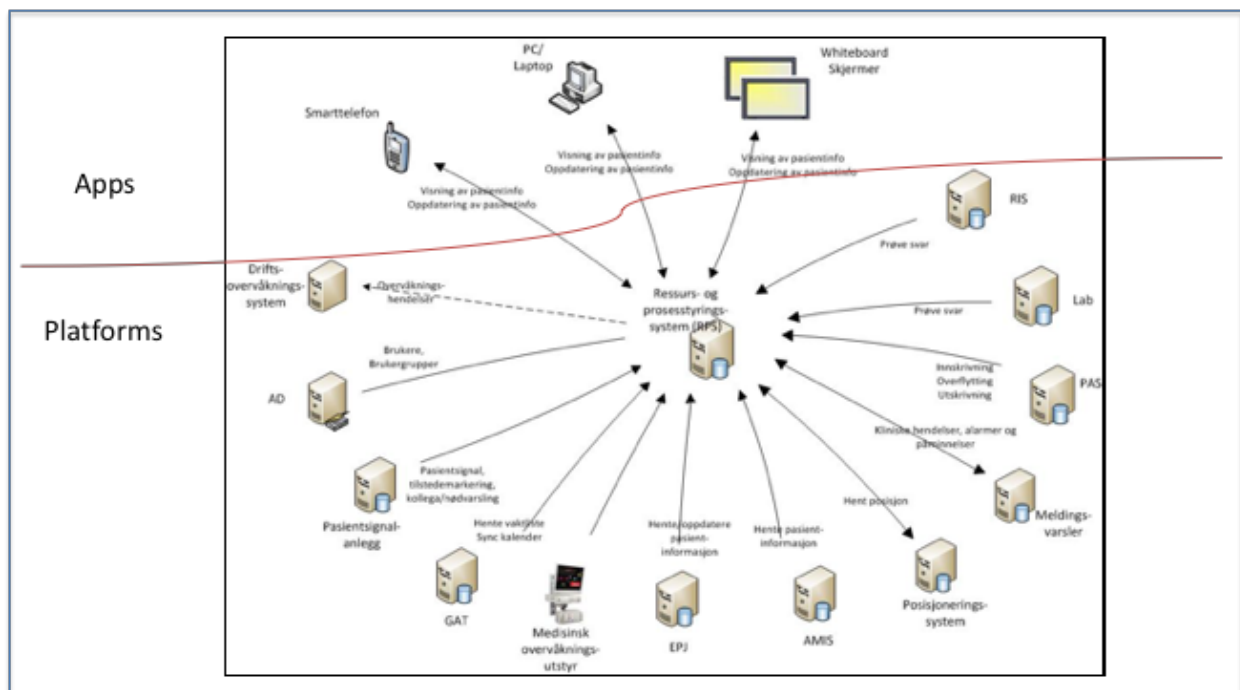 PC/
Laptop
Whiteboard
Skjermer
Smarttelefon
Apps
Visning av pasientinfo
Oppdatering av pasientinfo
Visning av pasientinfo
Oppdatering av pasientinfo
Visning av pasientinfo
Oppdatering av pasientinfo
RIS
Prøve svar
Drifts-
overvåknings-
system
Overvåknings-
hendelser
Ressurs- og
prosesstyrings-
system (RPS)
Lab
Prøve svar
Platforms
Brukere,
Brukergrupper
AD
Innskrivning
Overflytting
Utskrivning
PAS
Kliniske hendelser, alarmer og
påminnelser
Pasientsignal,
tilstedemarkering,
kollega/nødvarsling
Pasientsignal-
anlegg
Hente vaktliste
Sync kalender
Hente/oppdatere
pasient-
informasjon
Hente pasient-
informasjon
Hent posisjon
Meldings-
varsler
GAT
Medisinsk
overvåknings-
utstyr
EPJ
AMIS
Posisjonerings-
system